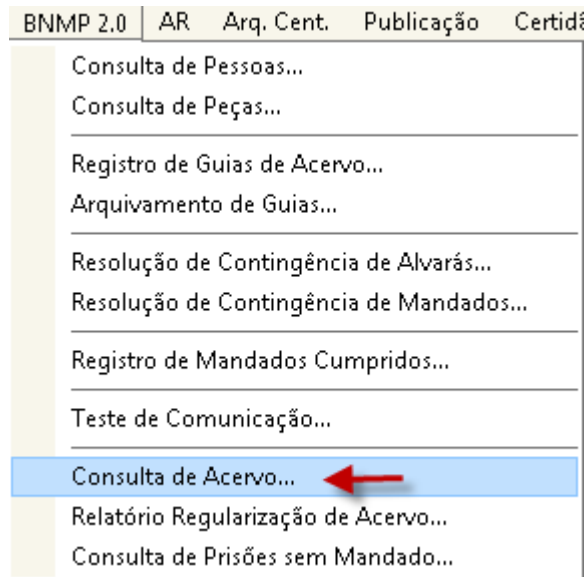 BNMP 2.0 AR Arq. Cent. Publicação
Consulta de Pessoas...
Consulta de Peças...
Registro de Guias de Acervo...
Arquivamento de Guias...
Resolução de Contingência de Alvarás...
Resolução de Contingência de Mandados...
Registro de Mandados Cumpridos...
Teste de Comunicação...
Consulta de Acervo...
Relatório Regularização de Acervo...
Consulta de Prisões sem Mandado...